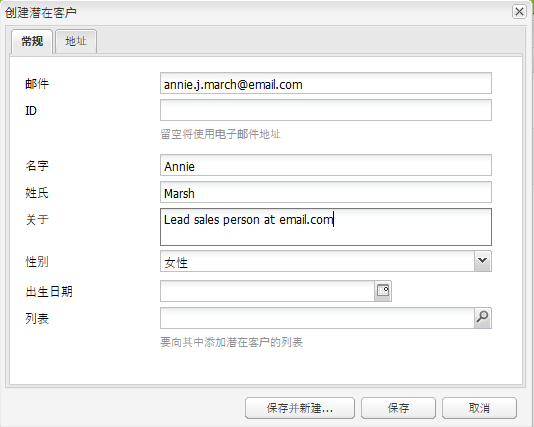 创建潜在客户
常规 地址
邮件 annie.j.march@email.com
ID
留空将使用电子邮件地址
名字 Annie
姓氏 Marsh
关于 Lead sales person at email.com
性别 女性
出生日期
列表
要向其中添加潜在客户的列表
保存并新建... 保存 取消